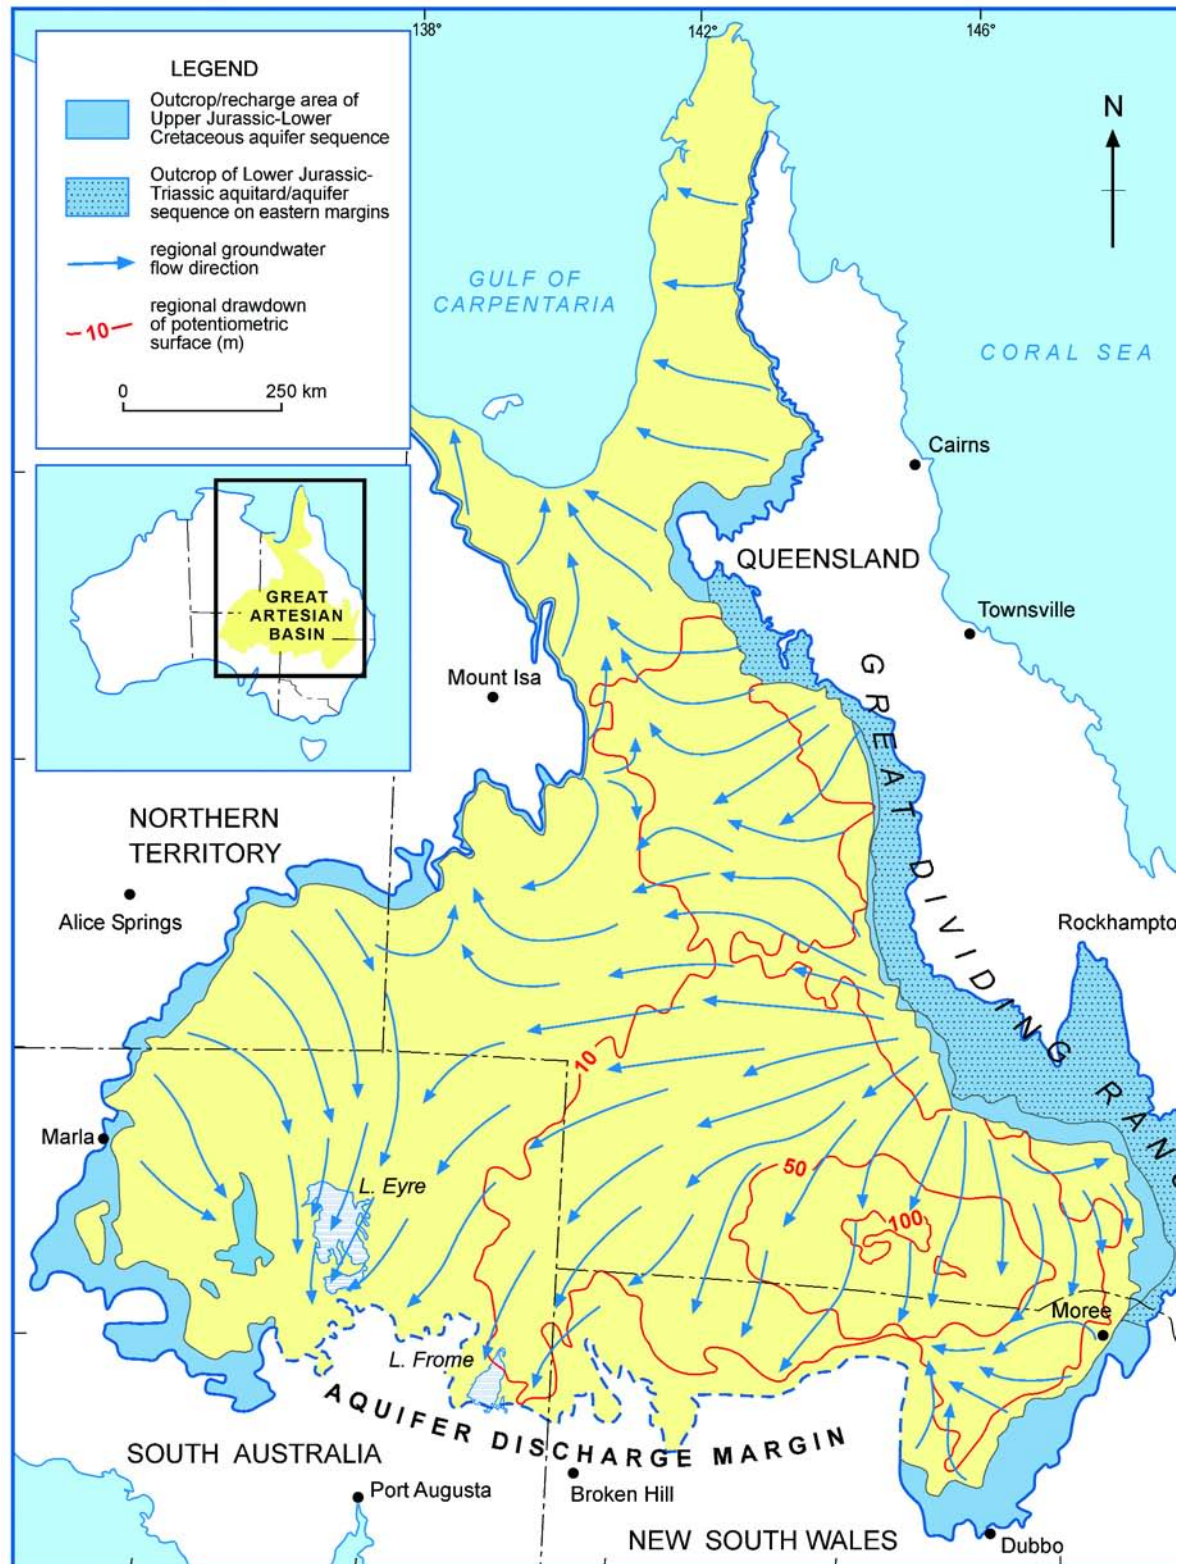 138°
142°
146°
LEGEND
Outcrop/recharge area of
Upper Jurassic-Lower
Cretaceous aquifer sequence
Outcrop of Lower Jurassic-
Triassic aquitard/aquifer
sequence on eastern margins
regional groundwater
flow direction
regional drawdown
10
of potentiometric
surface (m)
0
250 km
N
GULF OF
CARPENTARIA
CORAL SEA
Cairns
GREAT
ARTESIAN
BASIN
QUEENSLAND
Townsville
Mount Isa
GREAT DIVIDING RAN
NORTHERN
TERRITORY
Alice Springs
Rockhampto
10
Marla
L. Eyre
50
100
Moree
L. Frome
AQUIFER DISCHARGE MARGIN
SOUTH AUSTRALIA
Port Augusta
Broken Hill
NEW SOUTH WALES
Dubbo